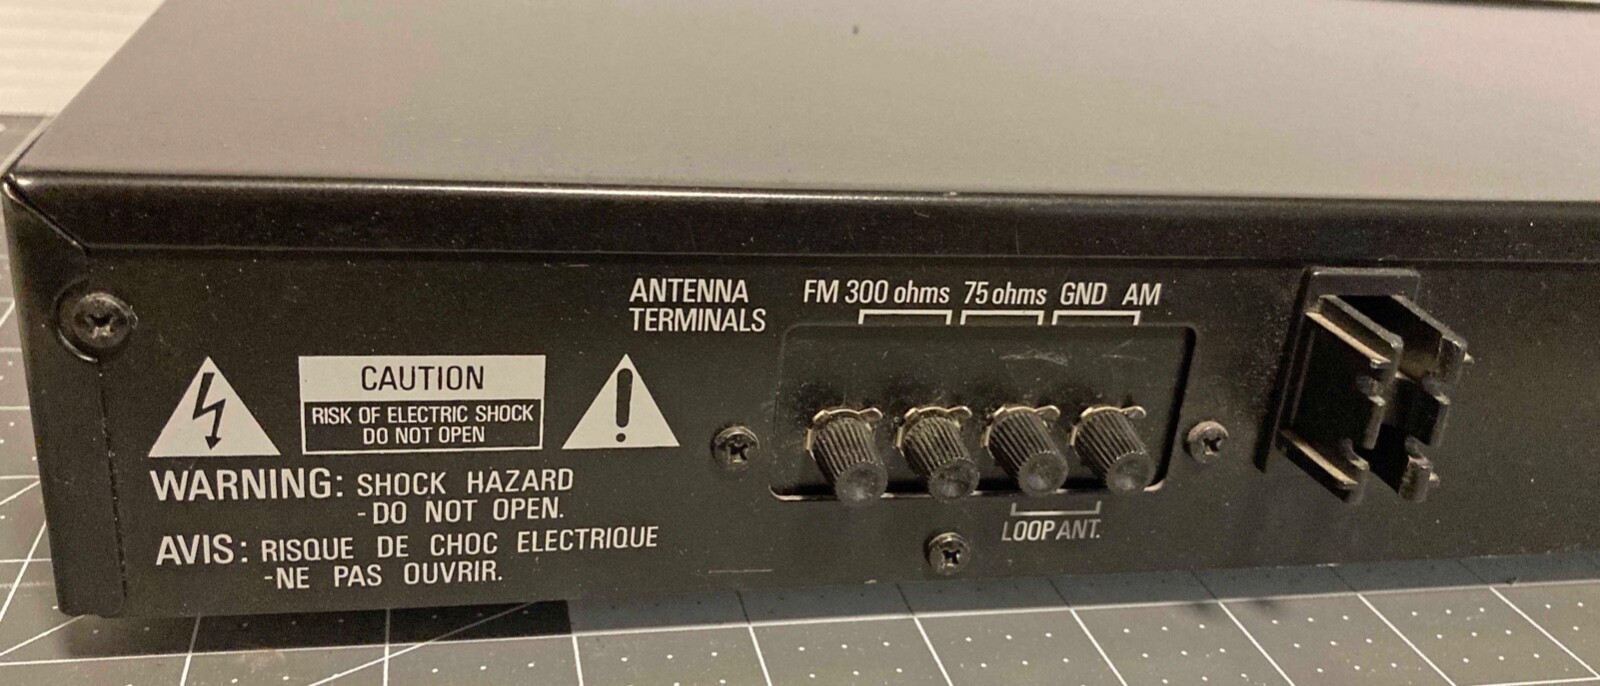 ANTENNA
TERMINALS
FM 300 ohms 75 ohms GND AM
CAUTION
RISK OF ELECTRIC SHOCK
DO NOT OPEN
WARNING: SHOCK HAZARD
-DO NOT OPEN.
AVIS: RISQUE DE CHOC ELECTRIQUE
-NE PAS OUVRIR.
LOOP ANT.